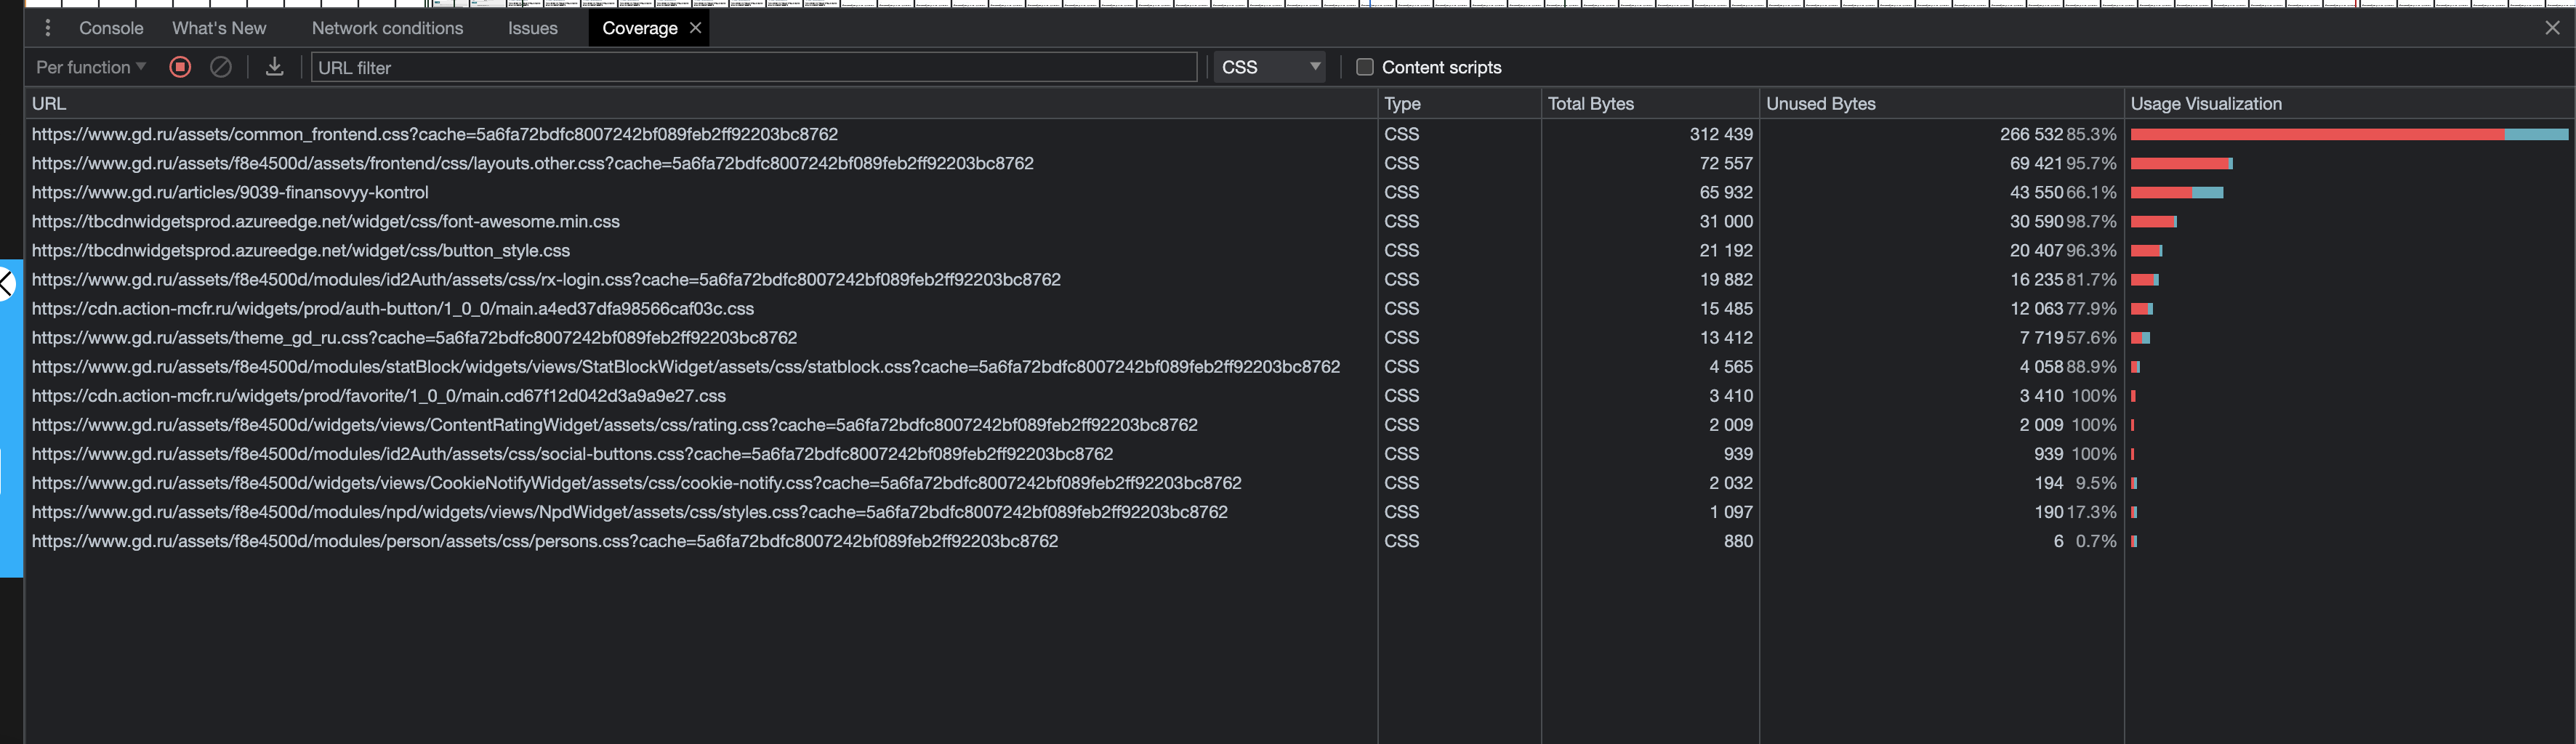 Console What's New Network conditions Issues Coverage
Per function URL filter CSS Content scripts
URL Type Total Bytes Unused Bytes Usage Visualization
https://www.gd.ru/assets/common_frontend.css?cache=5a6fa72bdfc8007242bf089feb2ff92203bc8762 CSS 312 439 266 532 85.3%
https://www.gd.ru/assets/f8e4500d/assets/frontend/css/layouts.other.css?cache=5a6fa72bdfc8007242bf089feb2ff92203bc8762 CSS 72 557 69 421 95.7%
https://www.gd.ru/articles/9039-finansovyy-kontrol CSS 65 932 43 550 66.1%
https://tbcdnwidgetsprod.azureedge.net/widget/css/font-awesome.min.css CSS 31 000 30 590 98.7%
https://tbcdnwidgetsprod.azureedge.net/widget/css/button_style.css CSS 21 192 20 407 96.3%
https://www.gd.ru/assets/f8e4500d/modules/id2Auth/assets/css/rx-login.css?cache=5a6fa72bdfc8007242bf089feb2ff92203bc8762 CSS 19 882 16 235 81.7%
https://cdn.action-mcfr.ru/widgets/prod/auth-button/1_0_0/main.a4ed37dfa98566caf03c.css CSS 15 485 12 063 77.9%
https://www.gd.ru/assets/theme_gd_ru.css?cache=5a6fa72bdfc8007242bf089feb2ff92203bc8762 CSS 13 412 7 719 57.6%
https://www.gd.ru/assets/f8e4500d/modules/statBlock/widgets/views/StatBlockWidget/assets/css/statblock.css?cache=5a6fa72bdfc8007242bf089feb2ff92203bc8762 CSS 4 565 4 058 88.9%
https://cdn.action-mcfr.ru/widgets/prod/favorite/1_0_0/main.cd67f12d042d3a9a9e27.css CSS 3 410 3 410 100%
https://www.gd.ru/assets/f8e4500d/widgets/views/ContentRatingWidget/assets/css/rating.css?cache=5a6fa72bdfc8007242bf089feb2ff92203bc8762 CSS 2 009 2 009 100%
https://www.gd.ru/assets/f8e4500d/modules/id2Auth/assets/css/social-buttons.css?cache=5a6fa72bdfc8007242bf089feb2ff92203bc8762 CSS 939 939 100%
https://www.gd.ru/assets/f8e4500d/widgets/views/CookieNotifyWidget/assets/css/cookie-notify.css?cache=5a6fa72bdfc8007242bf089feb2ff92203bc8762 CSS 2 032 194 9.5%
https://www.gd.ru/assets/f8e4500d/modules/npd/widgets/views/NpdWidget/assets/css/styles.css?cache=5a6fa72bdfc8007242bf089feb2ff92203bc8762 CSS 1 097 190 17.3%
https://www.gd.ru/assets/f8e4500d/modules/person/assets/css/persons.css?cache=5a6fa72bdfc8007242bf089feb2ff92203bc8762 CSS 880 6 0.7%